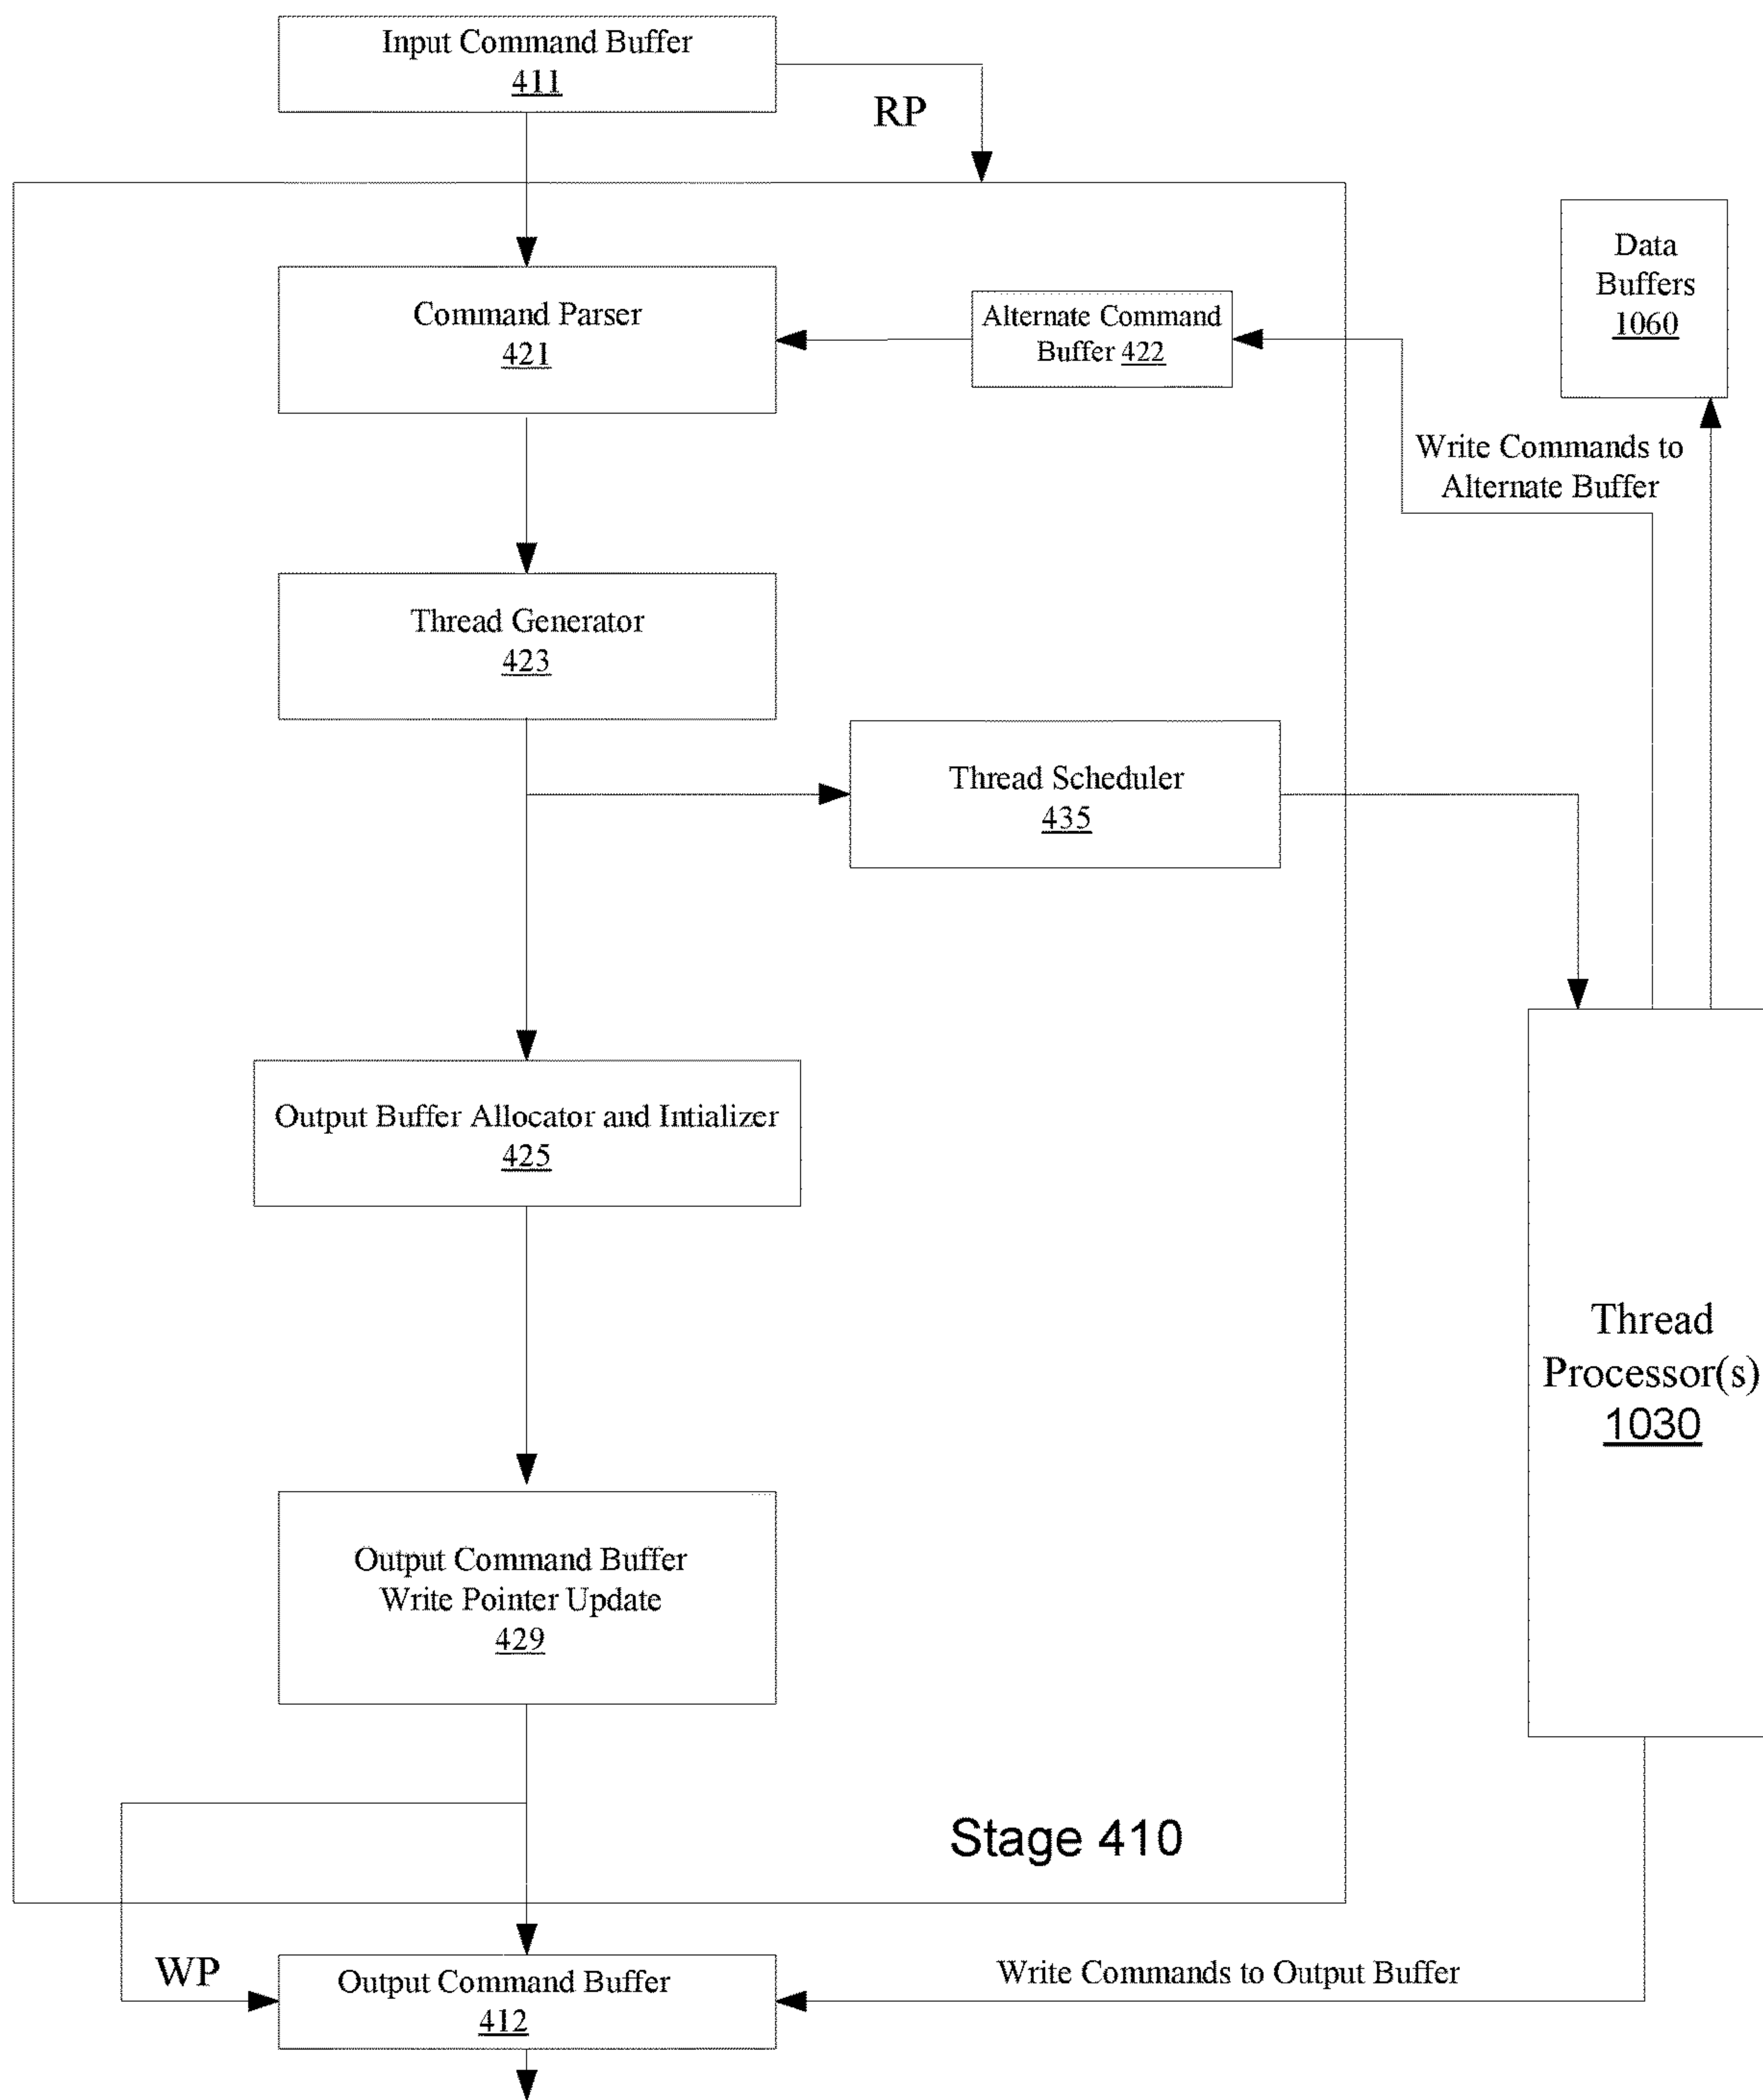 Input Command Buffer
411
RP
Data
Buffers
1060
Command Parser
421
Alternate Command
Buffer 422
Write Commands to
Alternate Buffer
Thread Generator
423
Thread Scheduler
435
Output Buffer Allocator and Intializer
425
Thread
Processor(s)
1030
Output Command Buffer
Write Pointer Update
429
Stage 410
WP
Output Command Buffer
412
Write Commands to Output Buffer